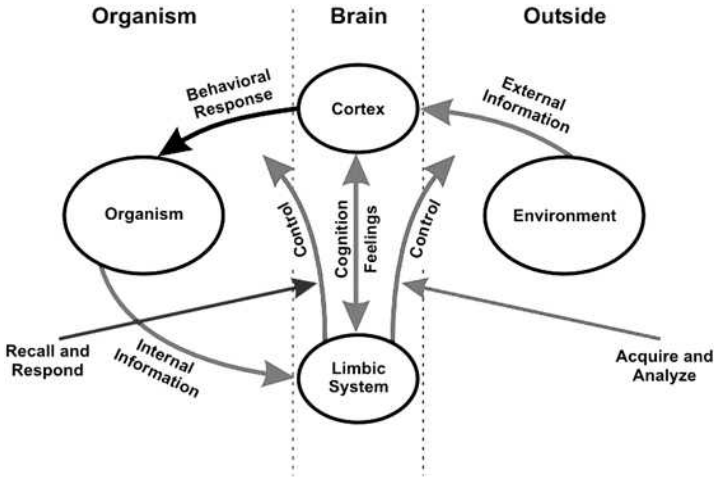 Organism
Brain
Outside
Behavioral
Response
Cortex
External
Information
Organism
Control
Cognition
Feelings
Control
Environment
Recall and
Respond
Internal
Information
Limbic
System
Acquire and
Analyze